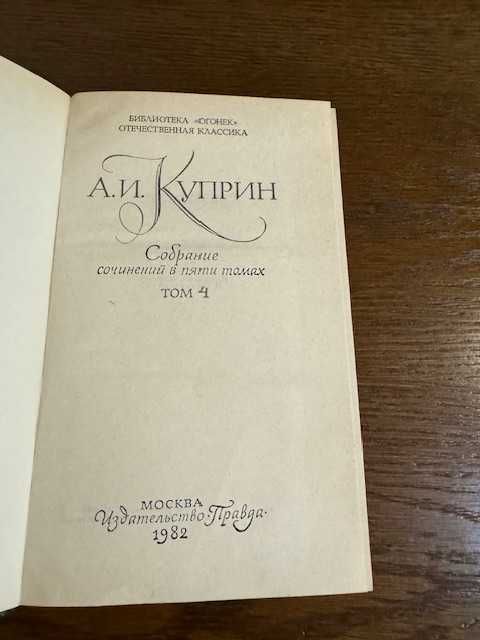 БИБЛИОТЕКА «ОГОНЕК»
ОТЕЧЕСТВЕННАЯ КЛАССИКА
А.И. КУПРИН
Собрание
сочинений в пяти томах
ТОМ 4
МОСКВА
Издательство·Правда·
1982